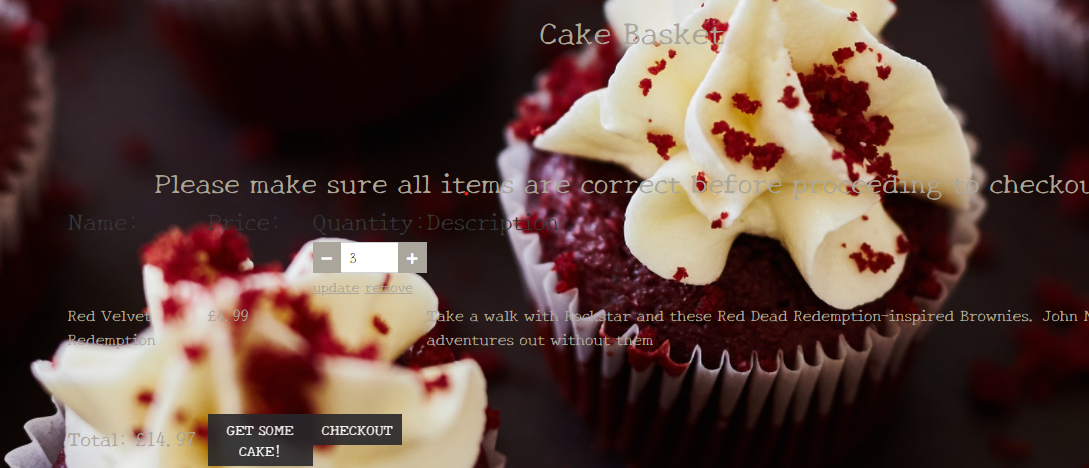 Cake Basket
Please make sure all items are correct before proceeding to checkou
Name: Price: Quantity: Description
3
update remove
Red Velvet £4.99 Take a walk with Rockstar and these Red Dead Redemption-inspired Brownies. John
Redemption adventures out without them
Total: £14.97
GET SOME
CAKE!
CHECKOUT